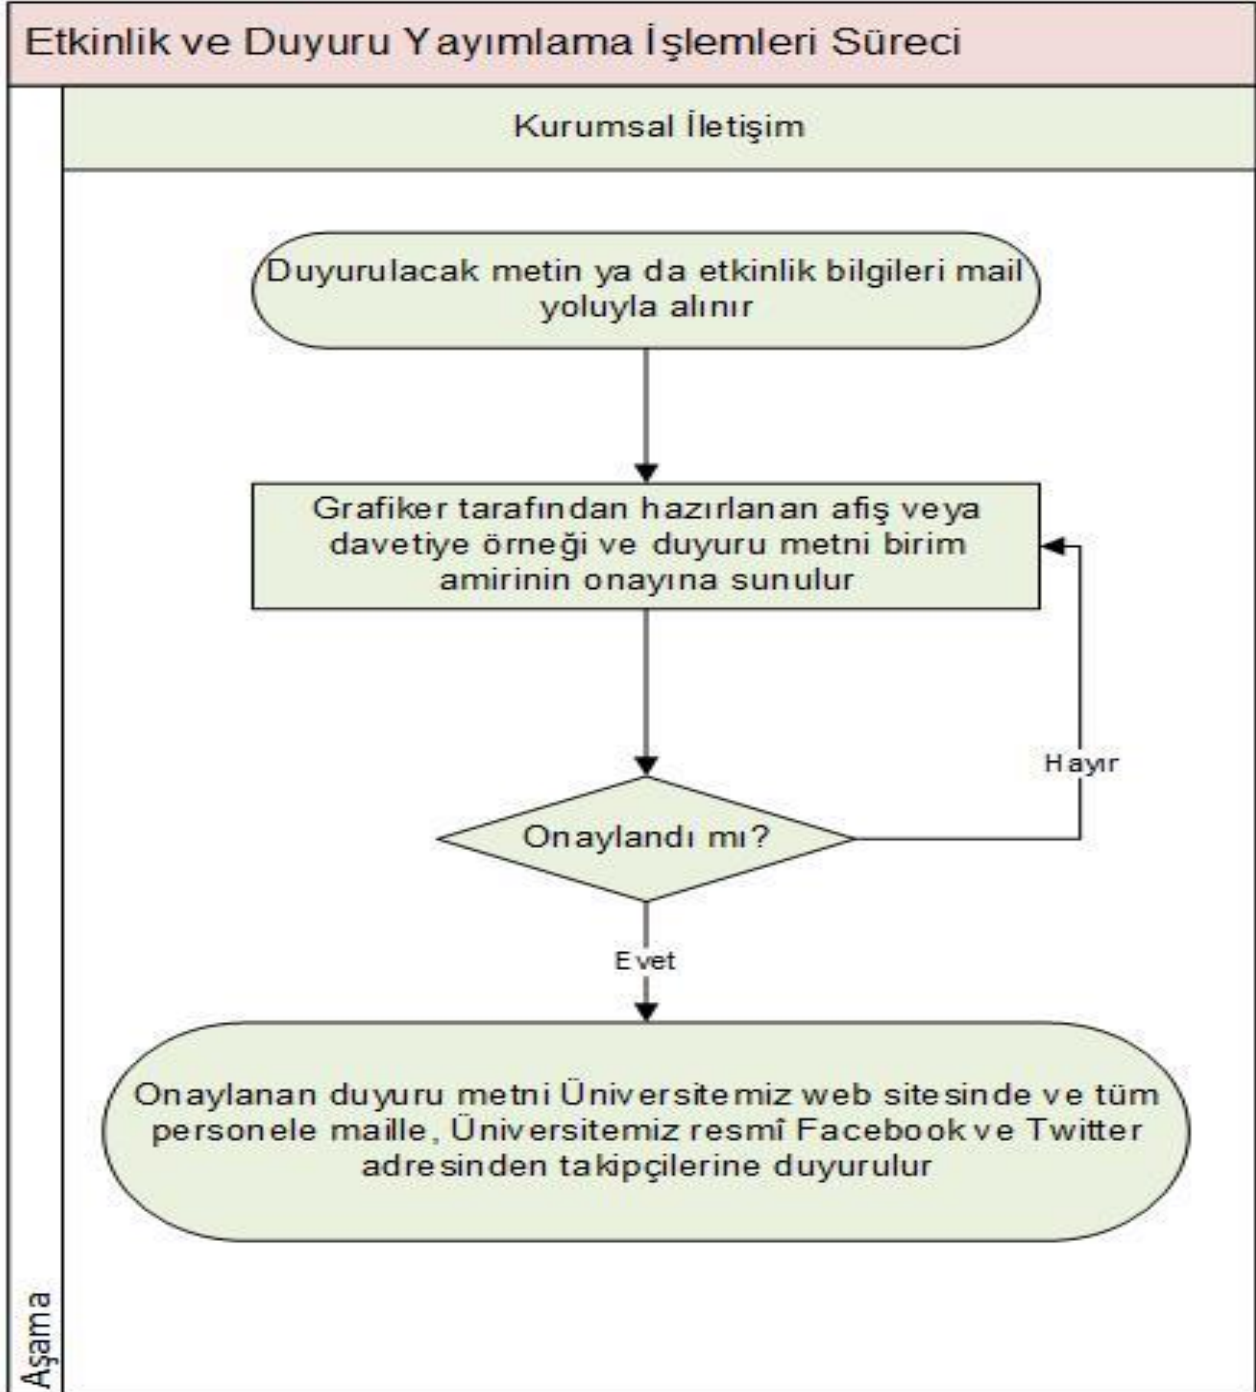 Etkinlik ve Duyuru Yayımlama İşlemleri Süreci
Kurumsal İletişim
Duyurulacak metin ya da etkinlik bilgileri mail
yoluyla alınır
Grafiker tarafından hazırlanan afiş veya
davetiye örneği ve duyuru metni birim
amirinin onayına sunulur
Hayır
Onaylandı mı?
Evet
Onaylanan duyuru metni Üniversitemiz web sitesinde ve tüm
personele maille, Üniversitemiz resmî Facebook ve Twitter
adresinden takipçilerine duyurulur
Aşama